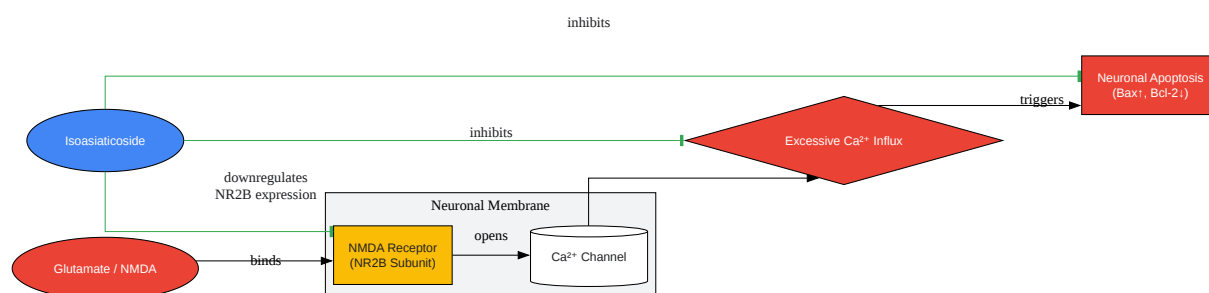 inhibits
Neuronal Apoptosis
(Bax↑, Bcl-2↓)
triggers
Isoasiaticoside
inhibits
Excessive Ca²⁺ Influx
downregulates
NR2B expression
Neuronal Membrane
NMDA Receptor
(NR2B Subunit)
opens
Ca²⁺ Channel
Glutamate / NMDA
binds